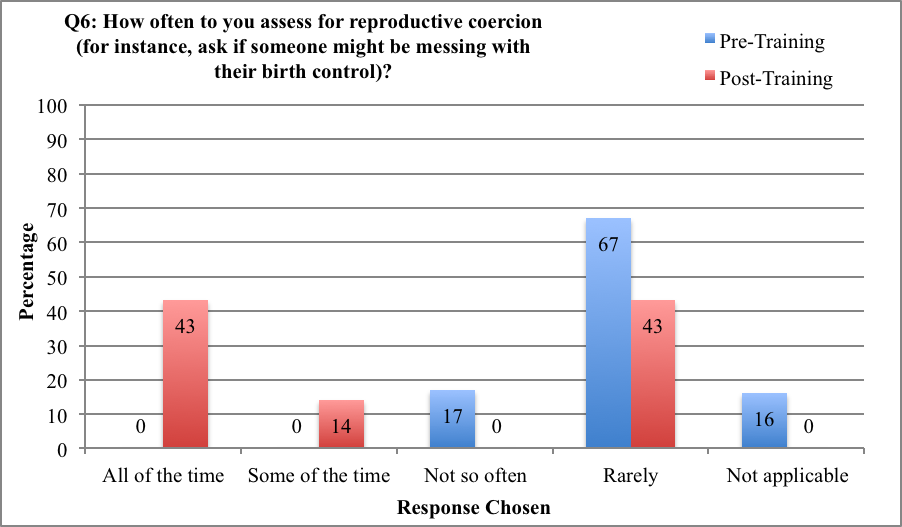 Q6: How often to you assess for reproductive coercion
(for instance, ask if someone might be messing with
their birth control)?
Pre-Training
Post-Training
100
90
80
70
60
50
40
30
20
10
0
Percentage
0
43
0
14
17
0
67
43
16
0
All of the time
Some of the time
Not so often
Rarely
Not applicable
Response Chosen